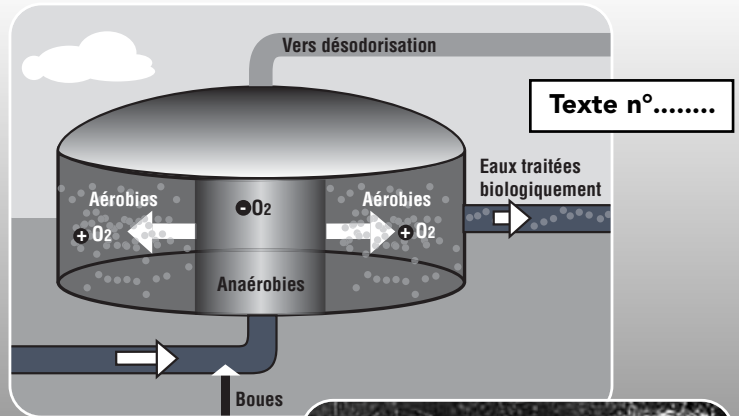 Vers désodorisation
Texte n°........
Eaux traitées
biologiquement
Aérobies
Aérobies
-O2
+ O2
+ O2
Anaérobies
Boues